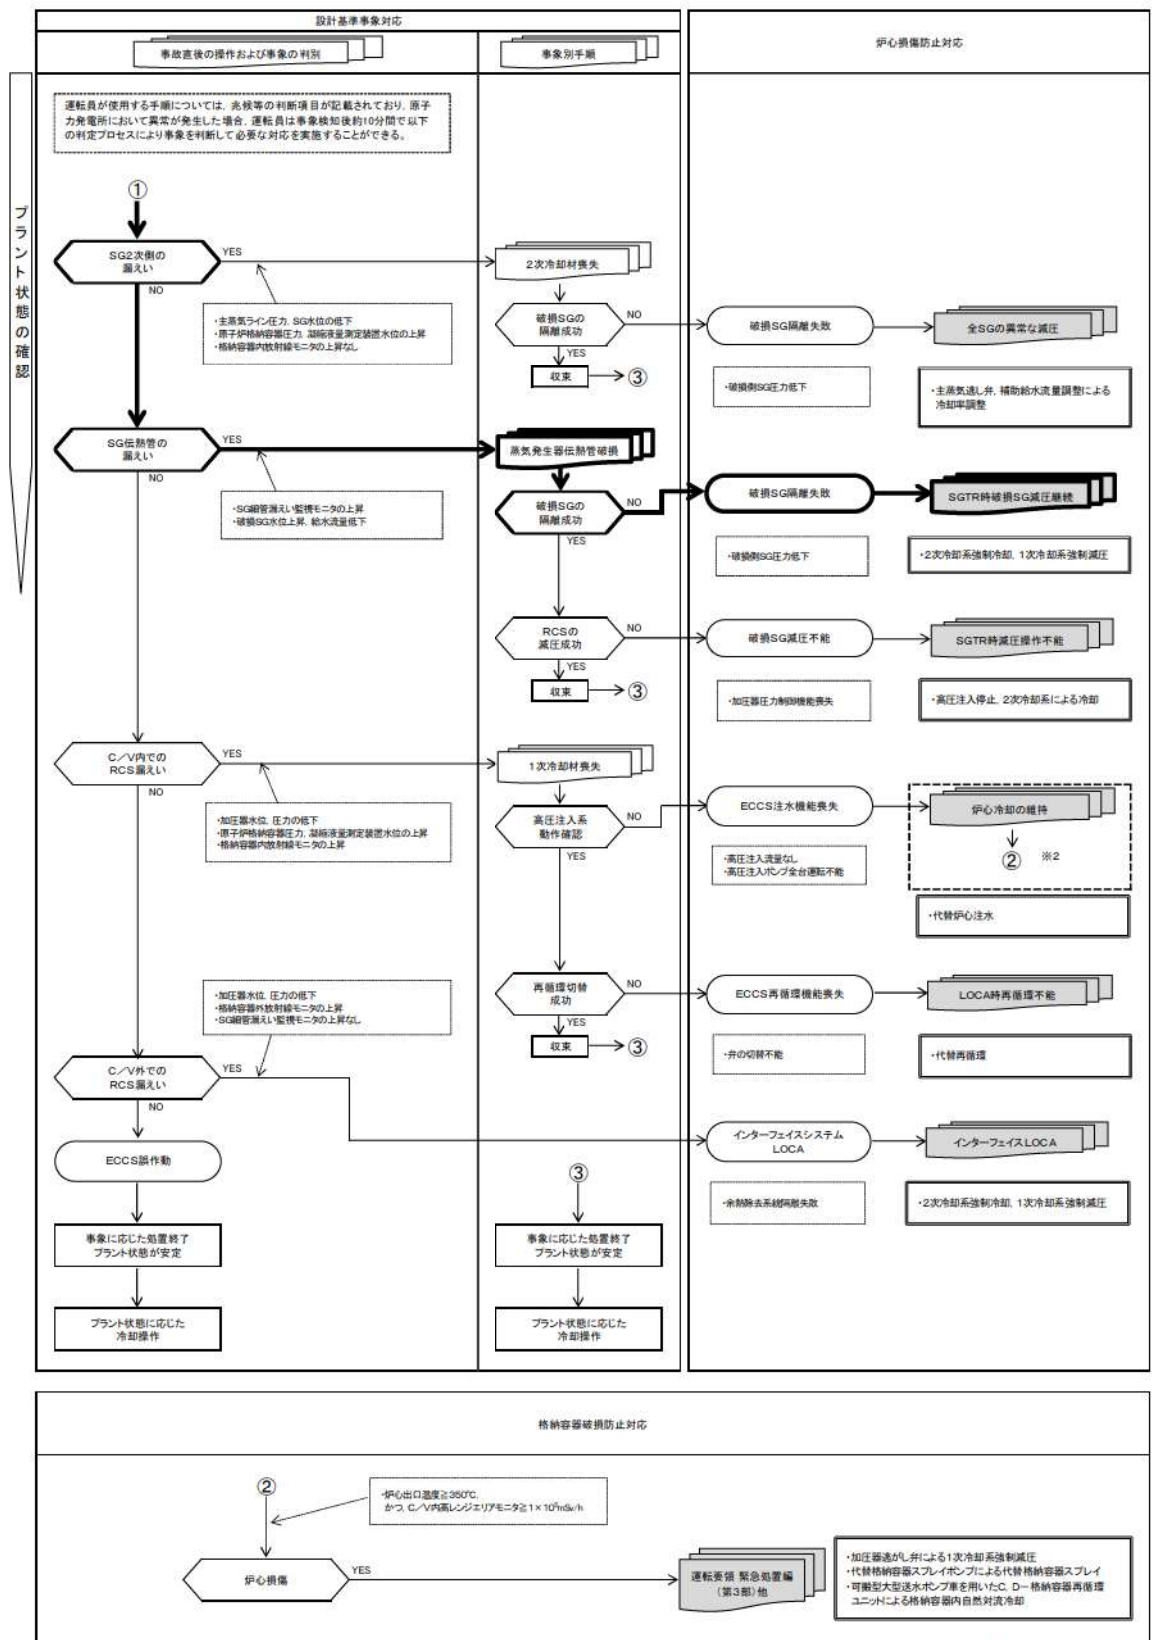 設計基準事象対応
事故直後の操作および事象の判別
事象別手順
炉心損傷防止対応
プラント状態の確認
運転員が使用する手順については、兆候等の判断項目が記載されており、原子
力発電所において異常が発生した場合、運転員は事象検知後約10分間で以下
の判定プロセスにより事象を判断して必要な対応を実施することができる。
①
SG2次側の
漏えい
YES
NO
・主蒸気ライン圧力、SG水位の低下
・原子炉格納容器圧力、凝縮液量測定装置水位の上昇
・格納容器内放射線モニタの上昇なし
2次冷却材喪失
破損SGの
隔離成功
NO
YES
収束
③
破損SG隔離失敗
全SGの異常な減圧
・破損側SG圧力低下
・主蒸気逃し弁、補助給水流量調整による
冷却率調整
SG伝熱管の
漏えい
YES
NO
・SG細管漏えい監視モニタの上昇
・破損SG水位上昇、給水流量低下
蒸気発生器伝熱管破損
破損SGの
隔離成功
NO
YES
破損SG隔離失敗
SGTR時破損SG減圧継続
・破損側SG圧力低下
・2次冷却系強制冷却、1次冷却系強制減圧
RCSの
減圧成功
NO
YES
収束
③
破損SG減圧不能
SGTR時減圧操作不能
・加圧器圧力制御機能喪失
・高圧注入停止、2次冷却系による冷却
C/V内での
RCS漏えい
YES
NO
・加圧器水位、圧力の低下
・原子炉格納容器圧力、凝縮液量測定装置水位の上昇
・格納容器内放射線モニタの上昇
1次冷却材喪失
高圧注入系
動作確認
NO
YES
ECCS注水機能喪失
炉心冷却の維持
② ※2
・高圧注入流量なし
・高圧注入ポンプ全台運転不能
・代替炉心注水
再循環切替
成功
NO
YES
収束
③
ECCS再循環機能喪失
LOCA時再循環不能
・弁の切替不能
・代替再循環
・加圧器水位、圧力の低下
・格納容器外放射線モニタの上昇
・SG細管漏えい監視モニタの上昇なし
C/V外での
RCS漏えい
YES
NO
インターフェイスシステム
LOCA
インターフェイスLOCA
・余熱除去系統隔離失敗
・2次冷却系強制冷却、1次冷却系強制減圧
ECCS誤作動
事象に応じた処置終了
プラント状態が安定
プラント状態に応じた
冷却操作
③
事象に応じた処置終了
プラント状態が安定
プラント状態に応じた
冷却操作
格納容器破損防止対応
②
・炉心出口温度≧350℃、
かつ、C/V内高レンジエリアモニタ≧1×10⁵mSv/h
炉心損傷
YES
運転要領 緊急処置編
(第3部)他
・加圧器逃がし弁による1次冷却系強制減圧
・代替格納容器スプレイポンプによる代替格納容器スプレイ
・可搬型大型送水ポンプ車を用いたC、D－格納容器再循環
ユニットによる格納容器内自然対流冷却